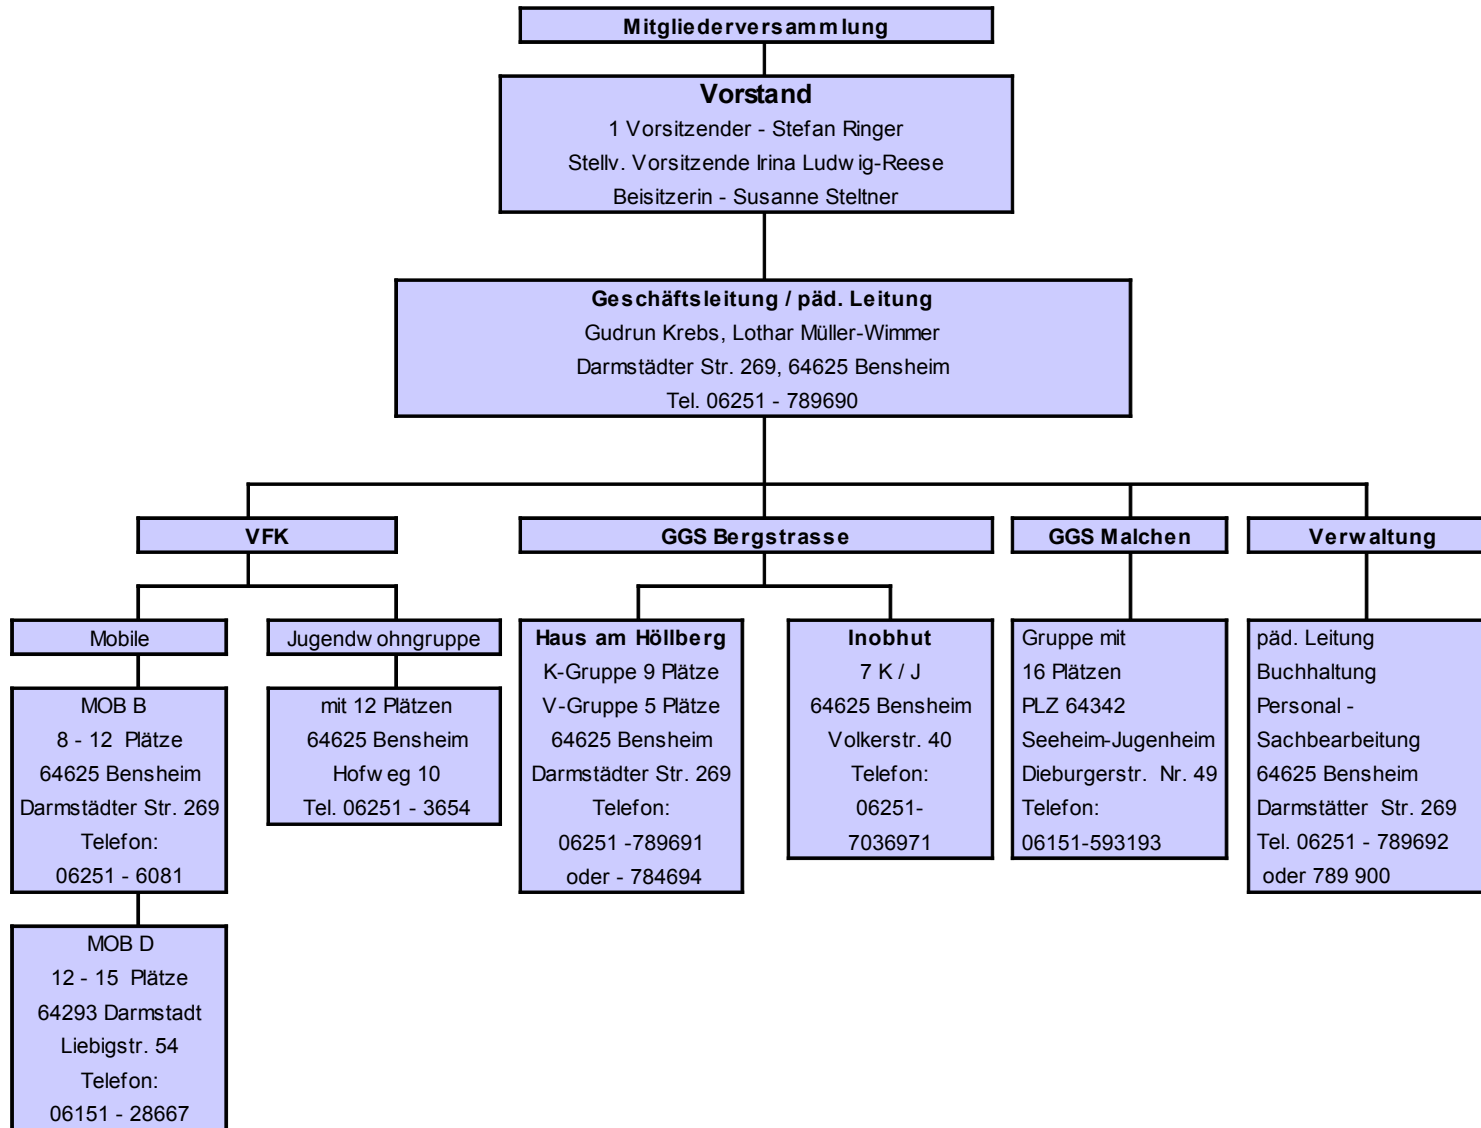 Mitgliederversammlung
Vorstand
1 Vorsitzender - Stefan Ringer
Stellv. Vorsitzende Irina Ludwig-Reese
Beisitzerin - Susanne Steltner
Geschäftsleitung / päd. Leitung
Gudrun Krebs, Lothar Müller-Wimmer
Darmstädter Str. 269, 64625 Bensheim
Tel. 06251 - 789690
VFK
Mobile
MOB B
8 - 12 Plätze
64625 Bensheim
Darmstädter Str. 269
Telefon:
06251 - 6081
MOB D
12 - 15 Plätze
64293 Darmstadt
Liebigstr. 54
Telefon:
06151 - 28667
Jugendwohngruppe
mit 12 Plätzen
64625 Bensheim
Hofweg 10
Tel. 06251 - 3654
GGS Bergstrasse
Haus am Höllberg
K-Gruppe 9 Plätze
V-Gruppe 5 Plätze
64625 Bensheim
Darmstädter Str. 269
Telefon:
06251 -789691
oder - 784694
Inobhut
7 K / J
64625 Bensheim
Volkerstr. 40
Telefon:
06251-
7036971
GGS Malchen
Gruppe mit
16 Plätzen
PLZ 64342
Seeheim-Jugenheim
Dieburgerstr. Nr. 49
Telefon:
06151-593193
Verwaltung
päd. Leitung
Buchhaltung
Personal -
Sachbearbeitung
64625 Bensheim
Darmstätter Str. 269
Tel. 06251 - 789692
oder 789 900